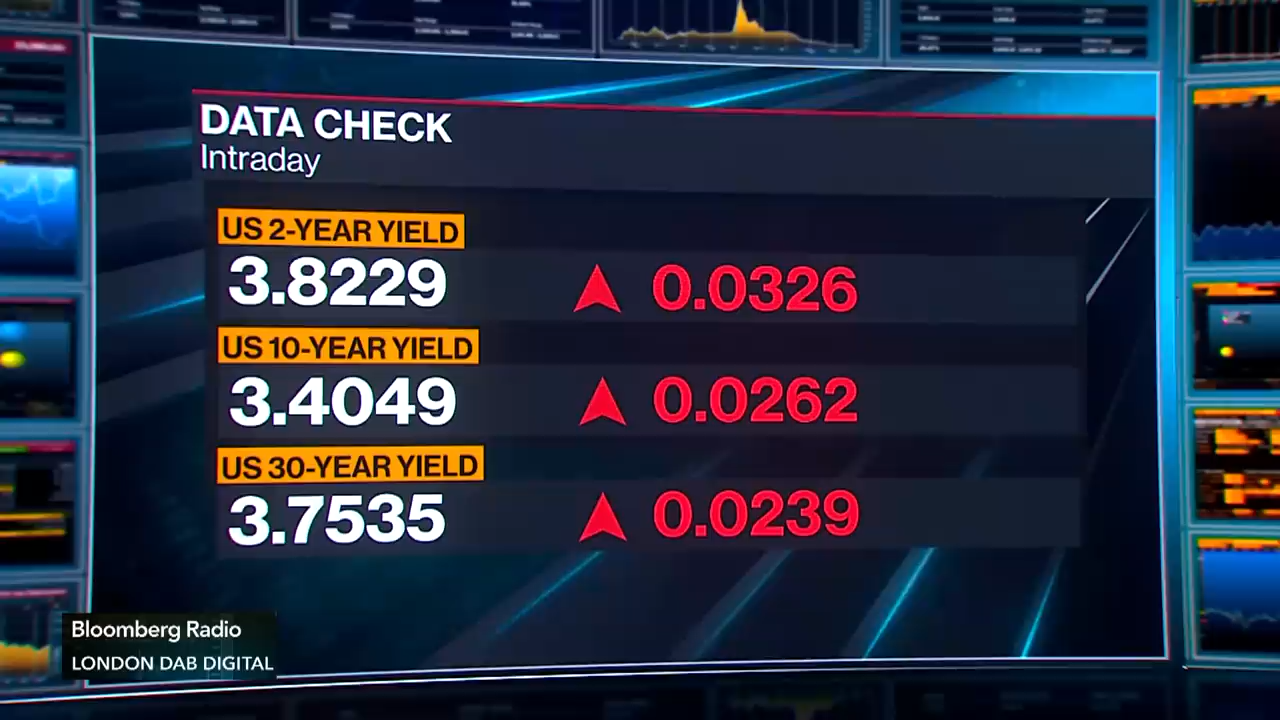 DATA CHECK
Intraday
US 2-YEAR YIELD
3.8229 ▲ 0.0326
US 10-YEAR YIELD
3.4049 ▲ 0.0262
US 30-YEAR YIELD
3.7535 ▲ 0.0239
Bloomberg Radio
LONDON DAB DIGITAL